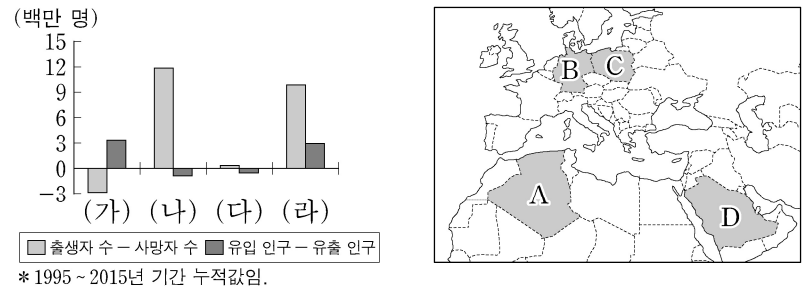 (백만 명)
15
12
9
6
3
0
−3
(가) (나) (다) (라)
출생자 수 − 사망자 수 유입 인구 − 유출 인구
* 1995 ~ 2015년 기간 누적값임.
B C
A
D